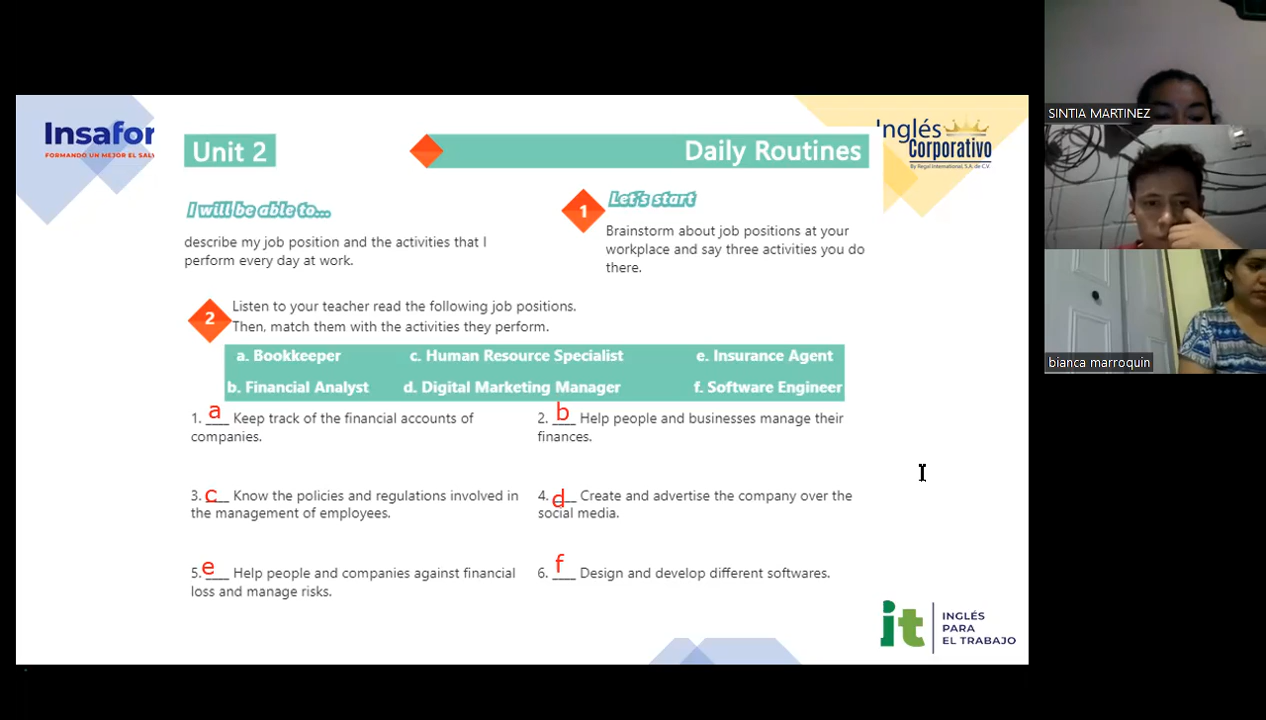 Insafor
FORMANDO UN MEJOR EL SALV
Unit 2
Daily Routines
Inglés
Corporativo
By Regal International, S.A. de C.V.
I will be able to...
describe my job position and the activities that I
perform every day at work.
1
Let's start
Brainstorm about job positions at your
workplace and say three activities you do
there.
2
Listen to your teacher read the following job positions.
Then, match them with the activities they perform.
a. Bookkeeper
c. Human Resource Specialist
e. Insurance Agent
b. Financial Analyst
d. Digital Marketing Manager
f. Software Engineer
1. a Keep track of the financial accounts of
companies.
2. b Help people and businesses manage their
finances.
3. c Know the policies and regulations involved in
the management of employees.
4. d Create and advertise the company over the
social media.
5. e Help people and companies against financial
loss and manage risks.
6. f Design and develop different softwares.
it
INGLÉS
PARA
EL TRABAJO
SINTIA MARTINEZ
bianca marroquin